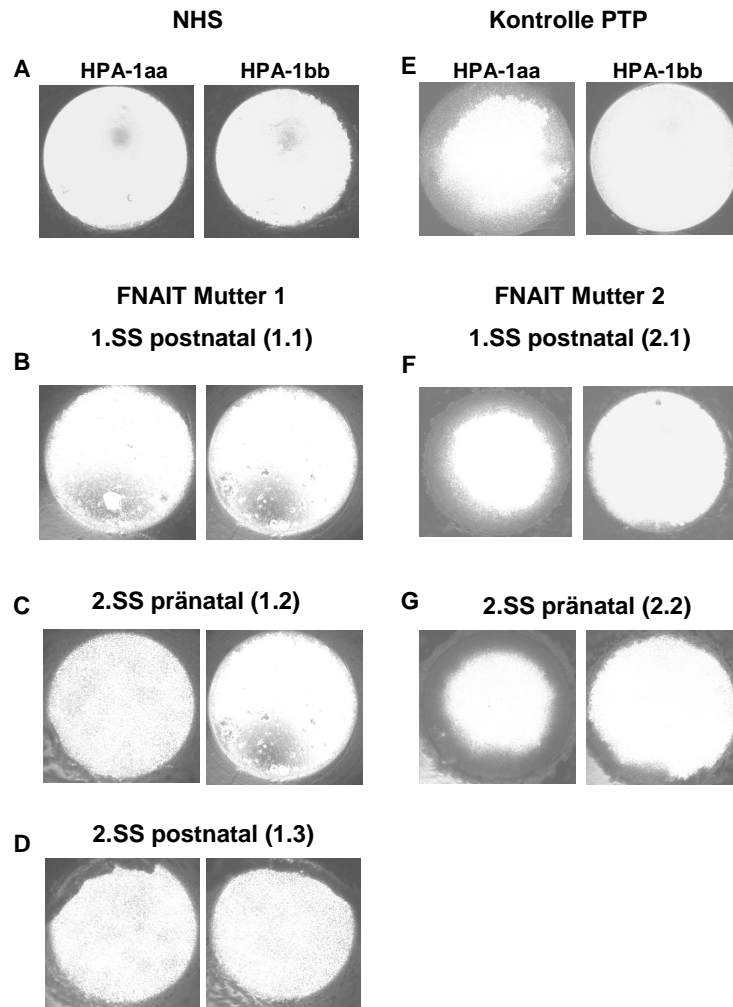 NHS
Kontrolle PTP
A
HPA-1aa
HPA-1bb
E
HPA-1aa
HPA-1bb
FNAIT Mutter 1
FNAIT Mutter 2
1.SS postnatal (1.1)
1.SS postnatal (2.1)
B
F
C
2.SS pränatal (1.2)
G
2.SS pränatal (2.2)
D
2.SS postnatal (1.3)